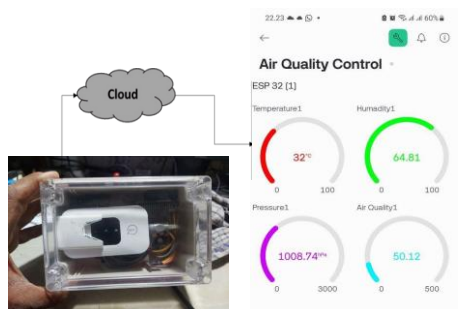 22.23
60%
Air Quality Control
ESP 32 [1]
Temperature1
Humadity1
32°C
64.81
0
100
0
100
Pressure1
Air Quality1
1008.74hPa
50.12
0
3000
0
500
Cloud